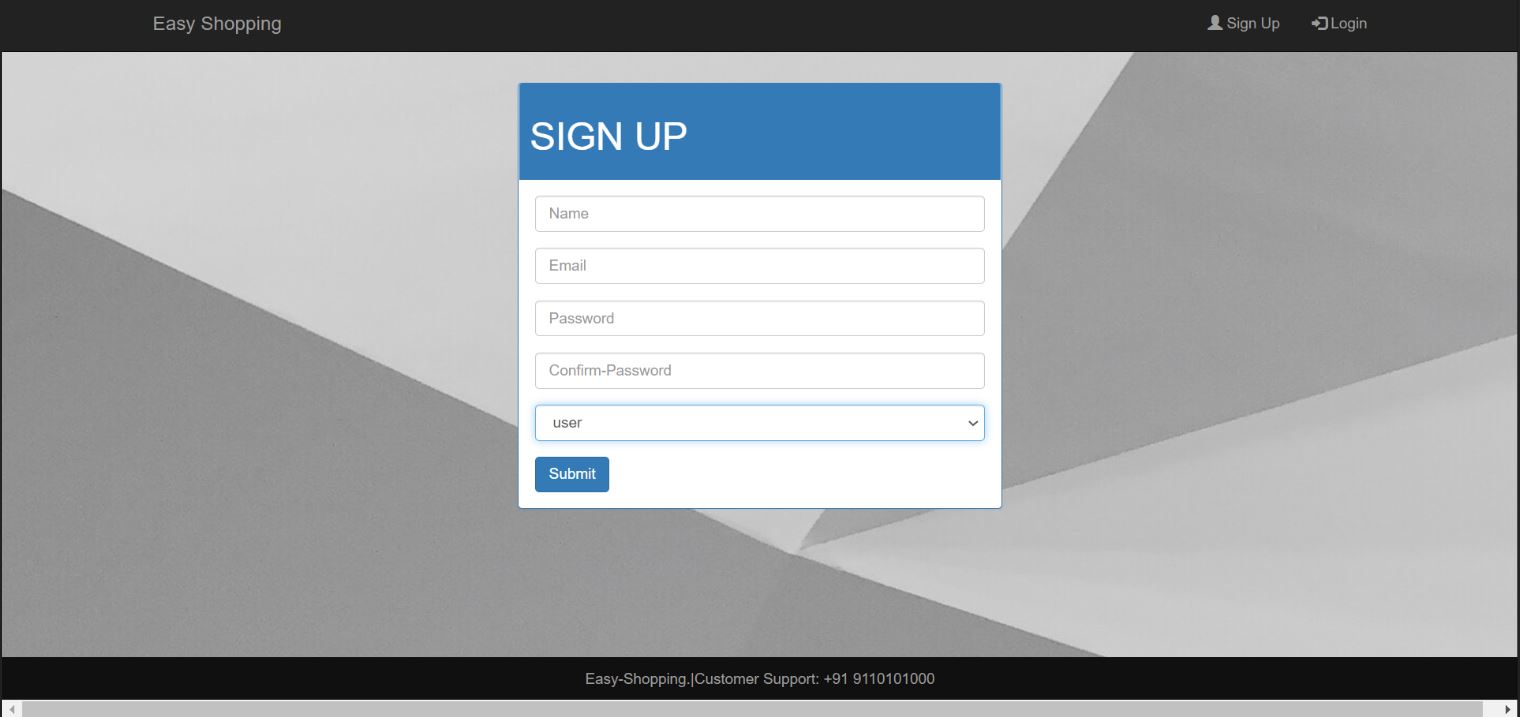 Easy Shopping
Sign Up
Login
SIGN UP
Name
Email
Password
Confirm-Password
user
Submit
Easy-Shopping.|Customer Support: +91 9110101000